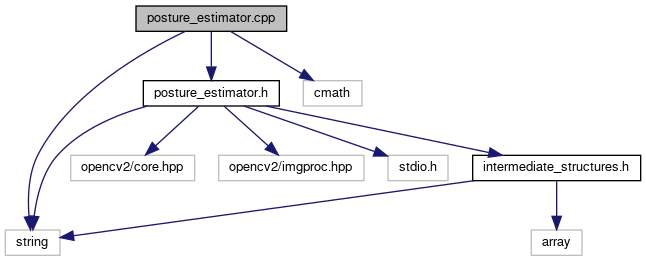 posture_estimator.cpp
posture_estimator.h
cmath
opencv2/core.hpp
opencv2/imgproc.hpp
stdio.h
intermediate_structures.h
string
array